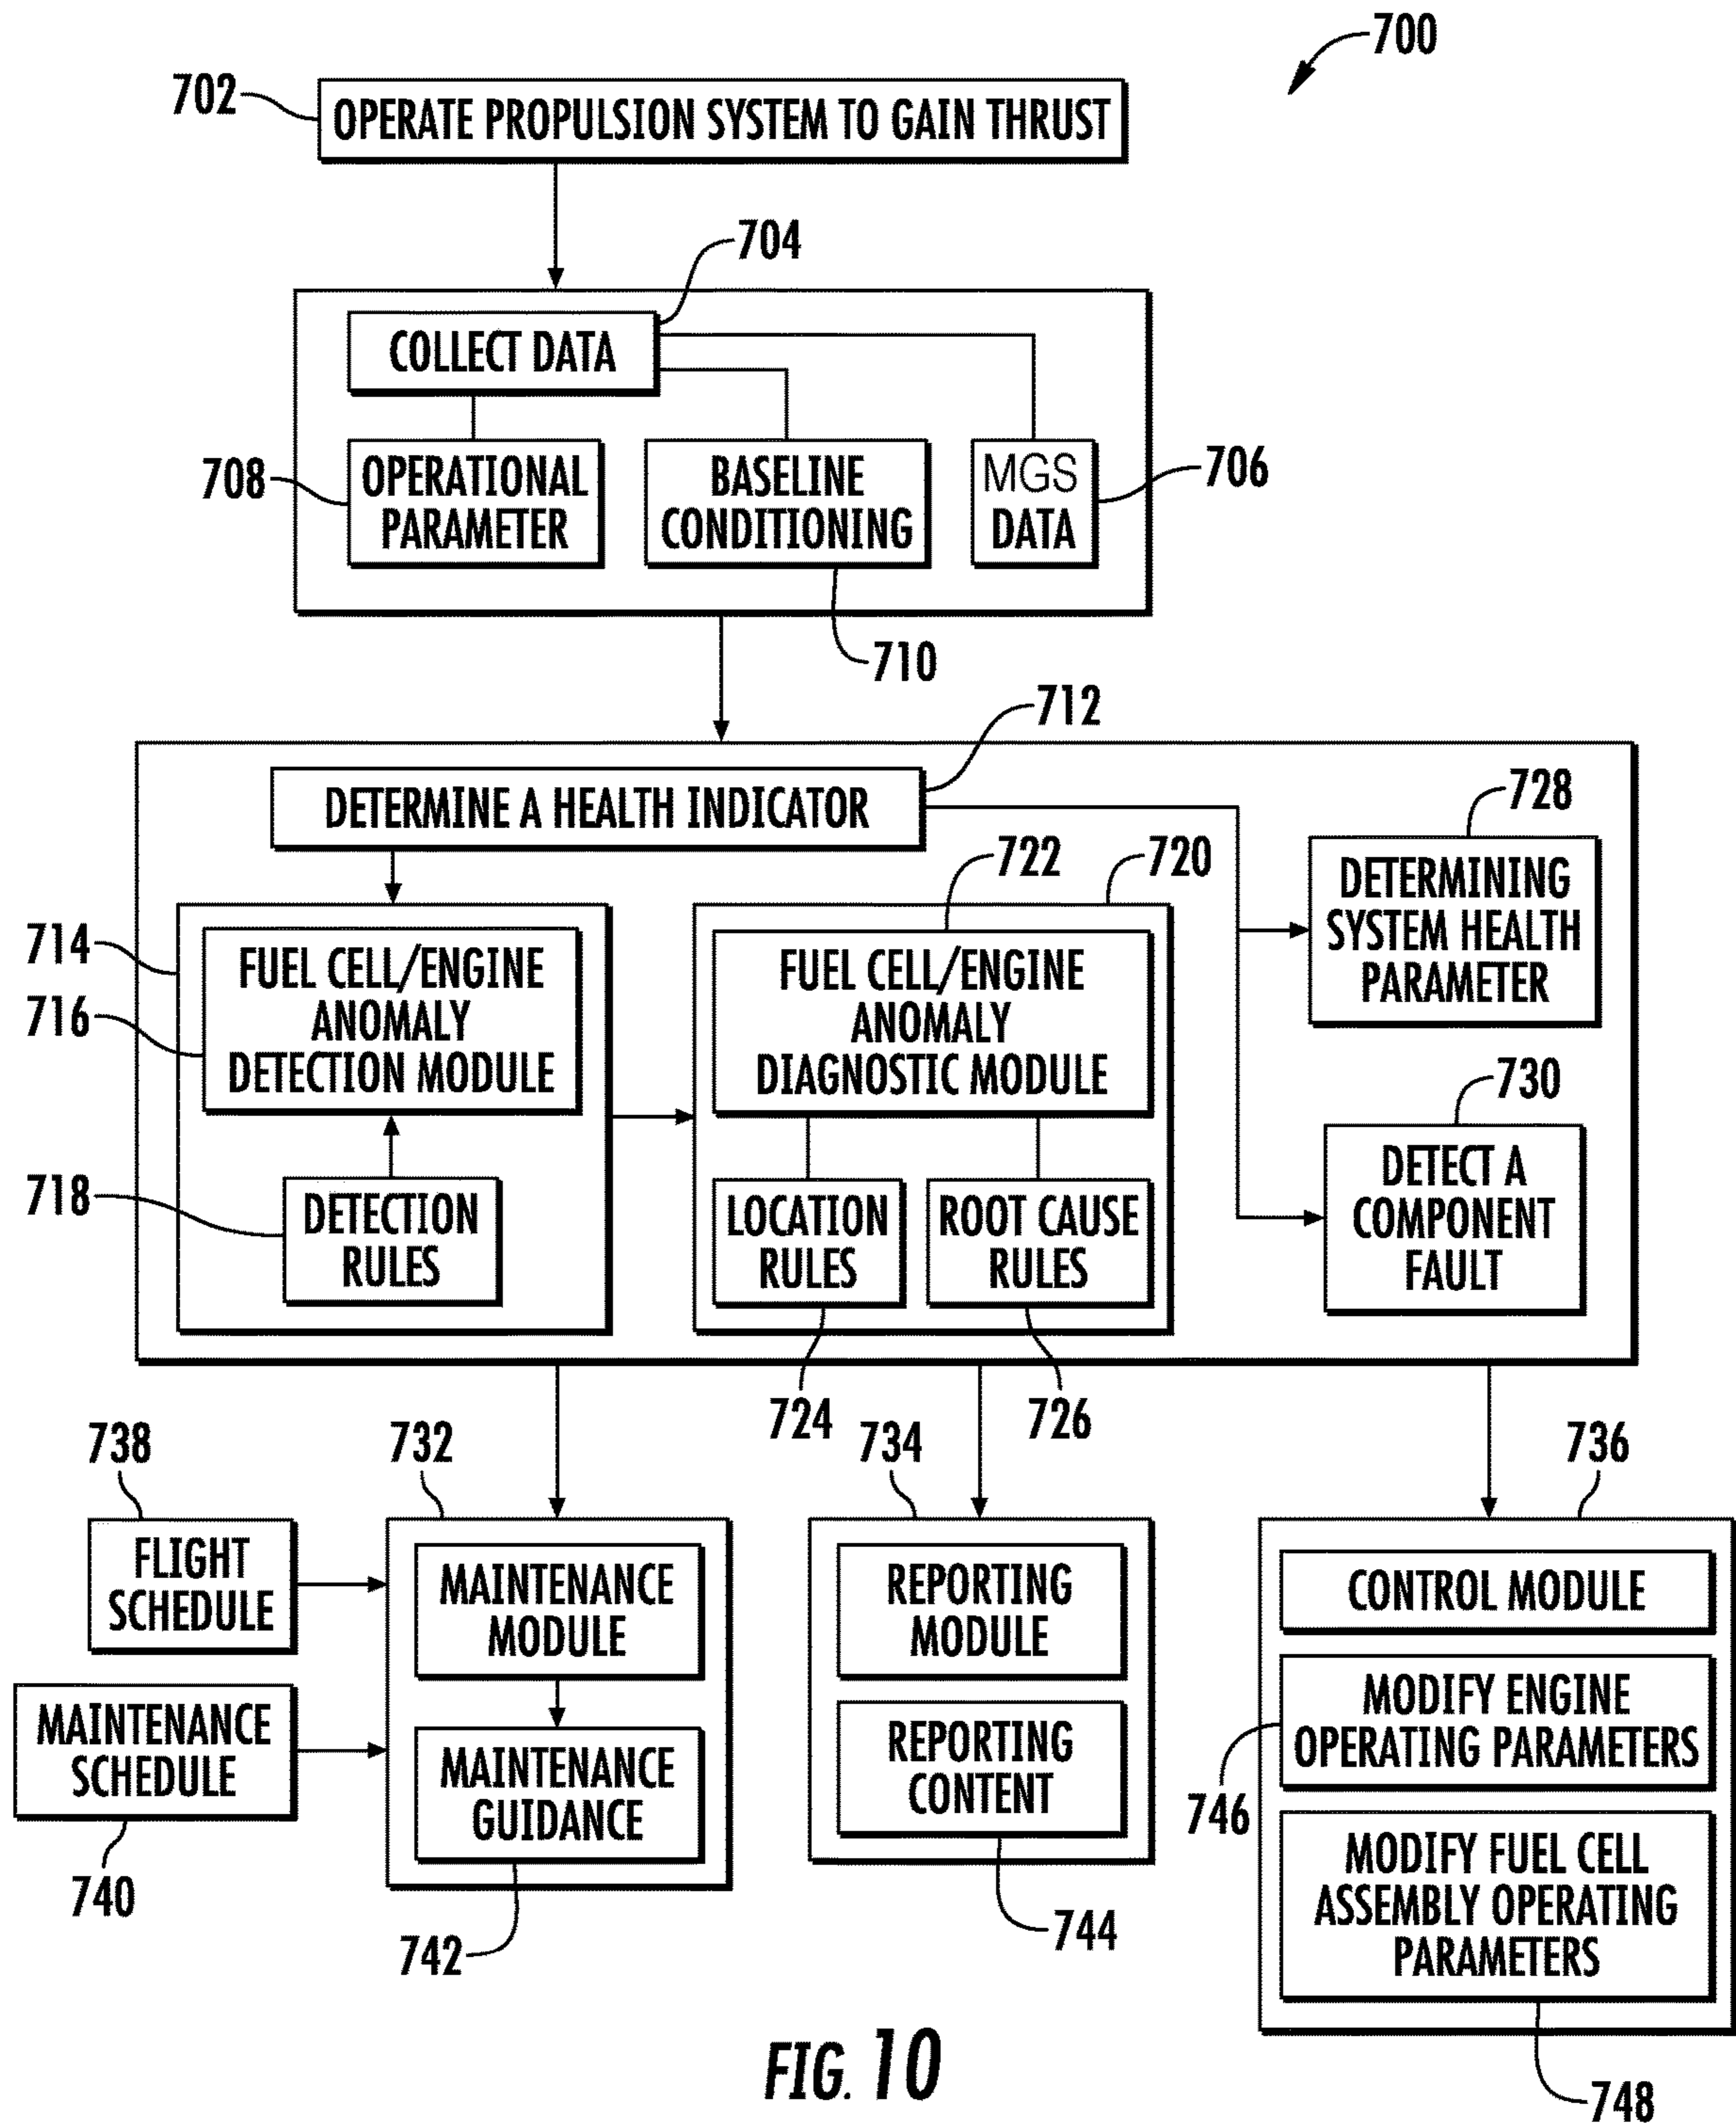 700
702
OPERATE PROPULSION SYSTEM TO GAIN THRUST
704
COLLECT DATA
708
OPERATIONAL
PARAMETER
BASELINE
CONDITIONING
MGS
DATA
706
710
712
DETERMINE A HEALTH INDICATOR
728
722
720
DETERMINING
SYSTEM HEALTH
PARAMETER
714
716
FUEL CELL/ENGINE
ANOMALY
DETECTION MODULE
FUEL CELL/ENGINE
ANOMALY
DIAGNOSTIC MODULE
730
718
DETECTION
RULES
LOCATION
RULES
ROOT CAUSE
RULES
DETECT A
COMPONENT
FAULT
724
726
738
732
734
736
FLIGHT
SCHEDULE
MAINTENANCE
MODULE
REPORTING
MODULE
CONTROL MODULE
MAINTENANCE
SCHEDULE
MAINTENANCE
GUIDANCE
REPORTING
CONTENT
MODIFY ENGINE
OPERATING PARAMETERS
746
MODIFY FUEL CELL
ASSEMBLY OPERATING
PARAMETERS
740
742
744
748
FIG. 10